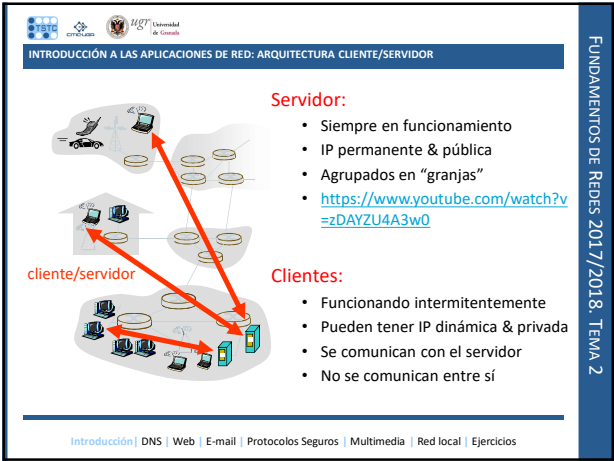 TSTC
CITIC-UGR
ugr Universidad
de Granada
INTRODUCCIÓN A LAS APLICACIONES DE RED: ARQUITECTURA CLIENTE/SERVIDOR
Servidor:
• Siempre en funcionamiento
• IP permanente & pública
• Agrupados en “granjas”
• https://www.youtube.com/watch?v
=zDAYZU4A3w0
cliente/servidor
Clientes:
• Funcionando intermitentemente
• Pueden tener IP dinámica & privada
• Se comunican con el servidor
• No se comunican entre sí
Introducción| DNS | Web | E-mail | Protocolos Seguros | Multimedia | Red local | Ejercicios
FUNDAMENTOS DE REDES 2017/2018. TEMA 2